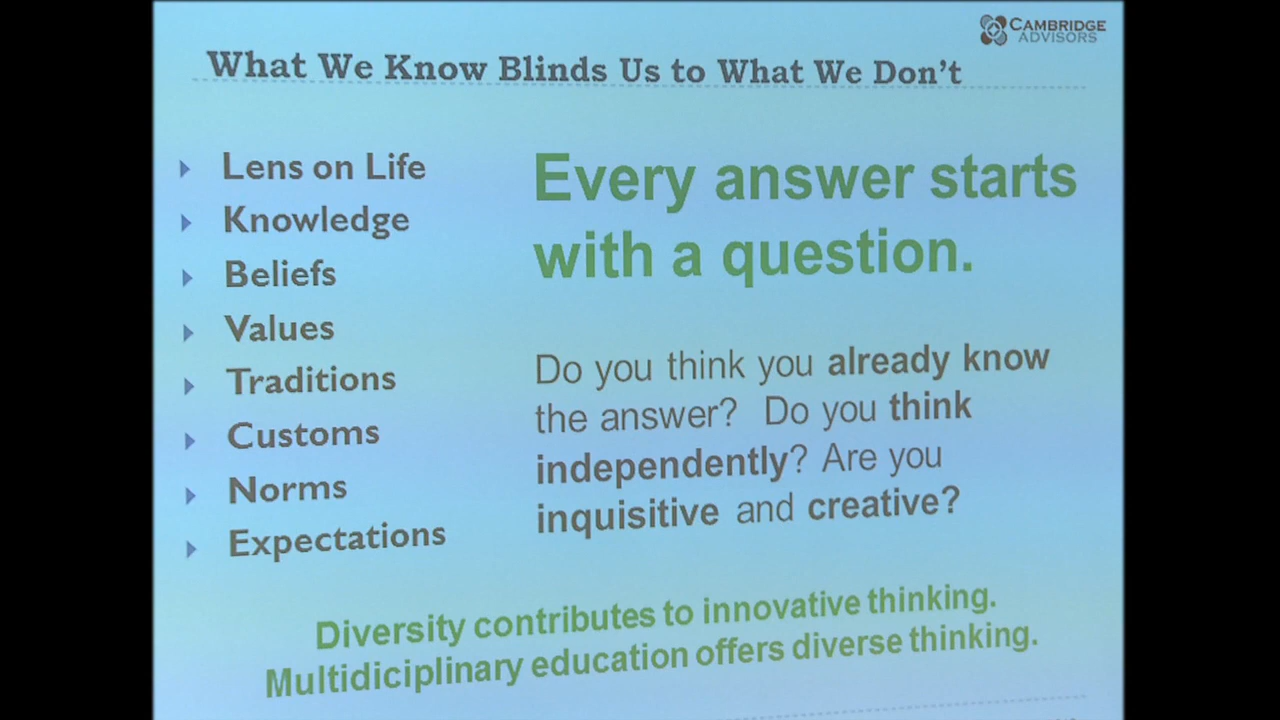 CAMBRIDGE
ADVISORS
What We Know Blinds Us to What We Don't
Lens on Life
Knowledge
Beliefs
Values
Traditions
Customs
Norms
Expectations
Every answer starts
with a question.
Do you think you already know
the answer? Do you think
independently? Are you
inquisitive and creative?
Diversity contributes to innovative thinking.
Multidiciplinary education offers diverse thinking.